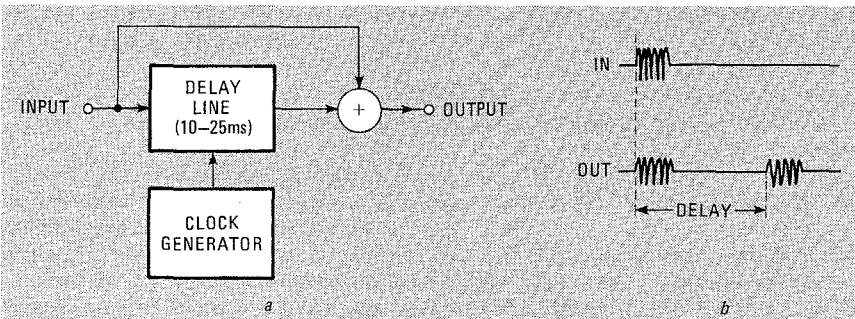 INPUT
DELAY
LINE
(10–25ms)
+
OUTPUT
CLOCK
GENERATOR
a
IN
OUT
DELAY
b